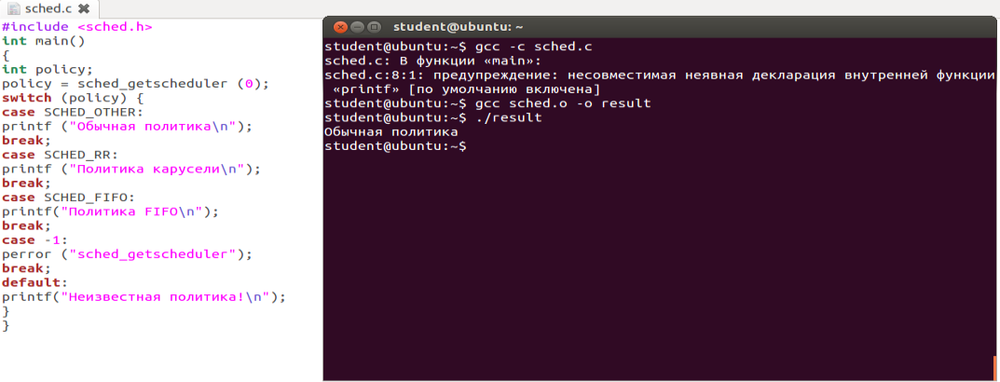 sched.c
#include <sched.h>
int main()
{
int policy;
policy = sched_getscheduler (0);
switch (policy) {
case SCHED_OTHER:
printf ("Обычная политика\n");
break;
case SCHED_RR:
printf ("Политика карусели\n");
break;
case SCHED_FIFO:
printf("Политика FIFO\n");
break;
case -1:
perror ("sched_getscheduler");
break;
default:
printf("Неизвестная политика!\n");
}
}
student@ubuntu: ~
student@ubuntu:~$ gcc -c sched.c
sched.c: В функции «main»:
sched.c:8:1: предупреждение: несовместимая неявная декларация внутренней функции
«printf» [по умолчанию включена]
student@ubuntu:~$ gcc sched.o -o result
student@ubuntu:~$ ./result
Обычная политика
student@ubuntu:~$